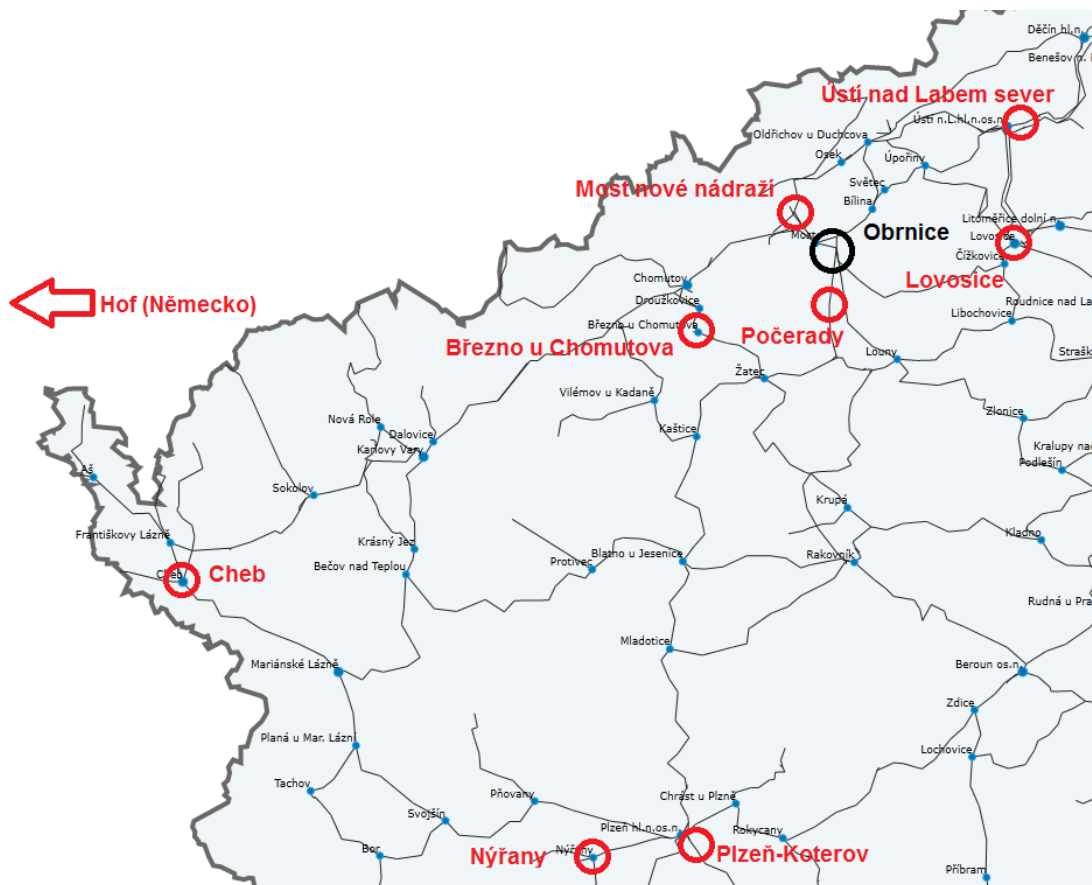 Děčín hl.n.
Benešov n.
Ústí nad Labem sever
Ústí n.L.hl.n.os.n
Oldřichov u Duchcova
Osek
Úpořiny
Most nové nádraží
Světec
Bílina
Litoměřice dolní n.
Obrnice
Lovosice
Most
Čížkovice
Lovosice
Chomutov
Hof (Německo)
Droužkovice
Roudnice nad La
Libochovice
Březno u Chomutova
Počerady
Březno u Chomutova
Louny
Strašk
Žatec
Vilémov u Kadaně
Zlonice
Nová Role
Dalovice
Kaštice
Karlovy Vary
Kralupy nad
Podlešín
Aš
Sokolov
Krupá
Františkovy Lázně
Krásný Jez
Kladno
Cheb
Cheb
Bečov nad Teplou
Protivec
Blatno u Jesenice
Rakovník
Rudná u Pra
Mladotice
Mariánské Lázně
Beroun os.n.
Zdice
Planá u Mar. Lázní
Lochovice
Tachov
Pňovany
Chrást u Plzně
Svojšín
Plzeň hl.n.os.n.
Rokycany
Bor
Nýřany
Nýřany
Plzeň-Koterov
Příbram